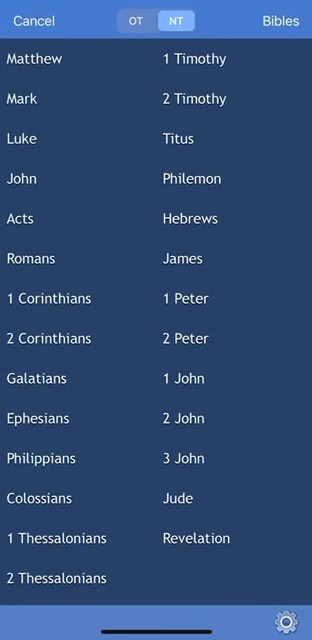 Cancel OT NT Bibles
Matthew
Mark
Luke
John
Acts
Romans
1 Corinthians
2 Corinthians
Galatians
Ephesians
Philippians
Colossians
1 Thessalonians
2 Thessalonians
1 Timothy
2 Timothy
Titus
Philemon
Hebrews
James
1 Peter
2 Peter
1 John
2 John
3 John
Jude
Revelation